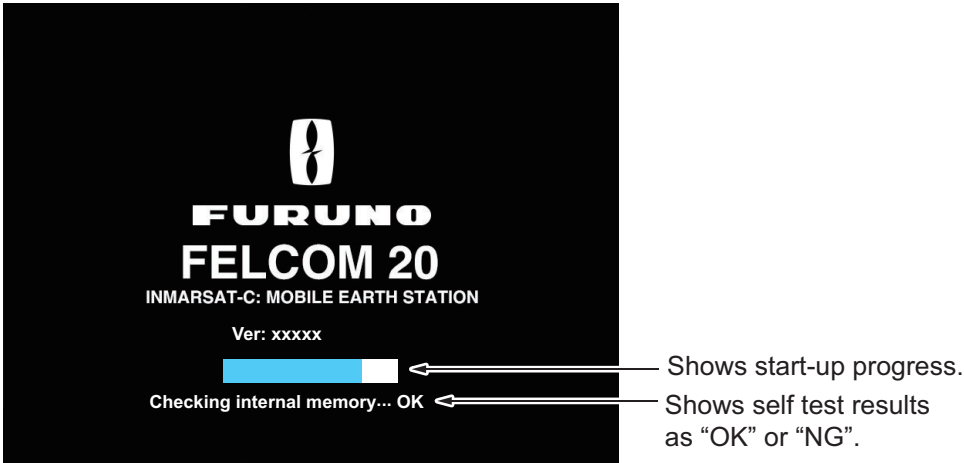 FURUNO
FELCOM 20
INMARSAT-C: MOBILE EARTH STATION
Ver: xxxxx
Shows start-up progress.
Checking internal memory··· OK
Shows self test results
as “OK” or “NG”.